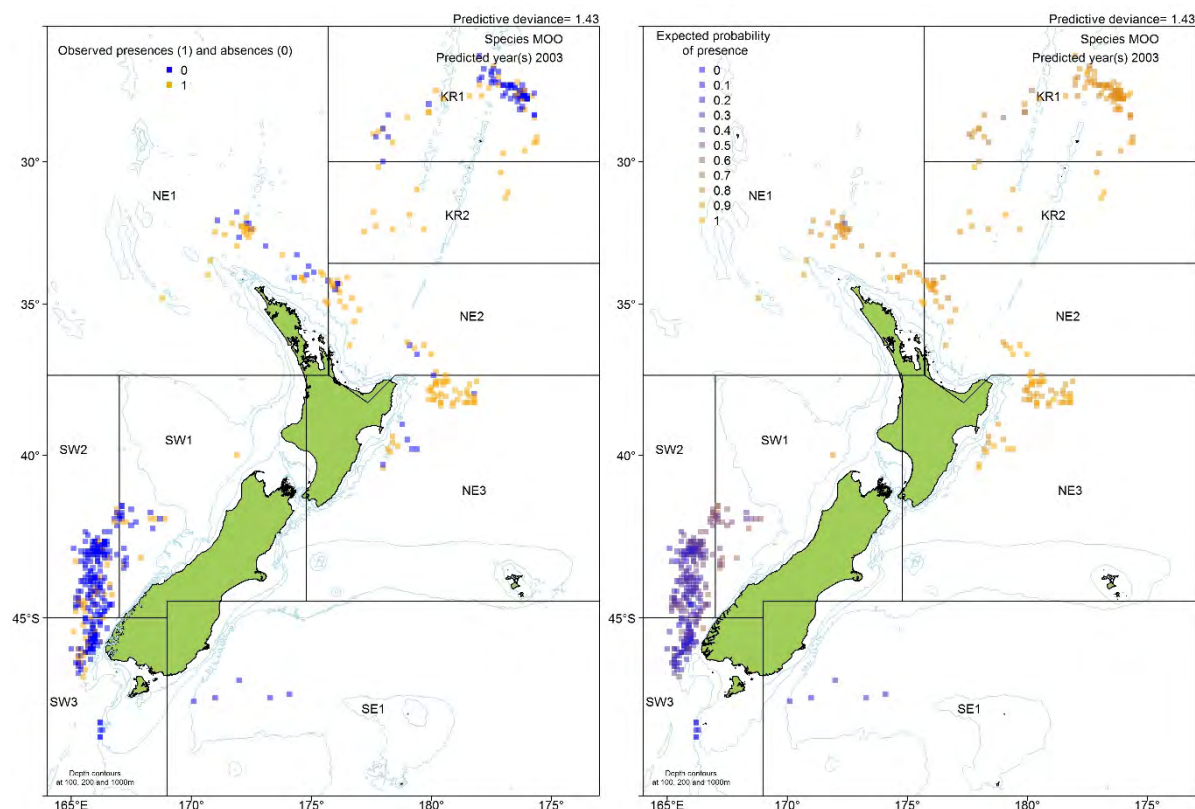 Predictive deviance= 1.43
Observed presences (1) and absences (0)
0
1
Species MOO
Predicted year(s) 2003
KR1
30°
NE1
KR2
35°
NE2
SW2
SW1
40°
NE3
45°S
SW3
SE1
Depth contours
at 100, 200 and 1000m
165°E
170°
175°
180°
175°
Predictive deviance= 1.43
Expected probability
of presence
0
0.1
0.2
0.3
0.4
0.5
0.6
0.7
0.8
0.9
1
Species MOO
Predicted year(s) 2003
KR1
30°
NE1
KR2
35°
NE2
SW2
SW1
40°
NE3
45°S
SW3
SE1
Depth contours
at 100, 200 and 1000m
165°E
170°
175°
180°
175°